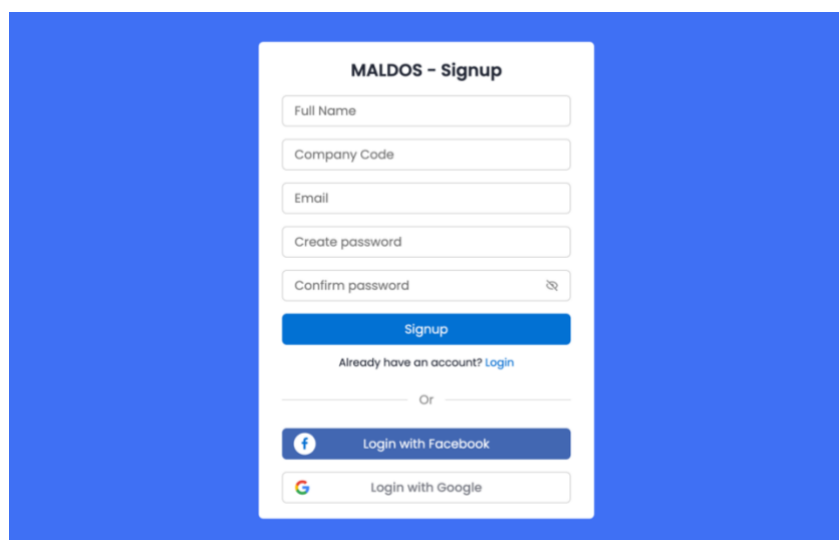 MALDOS - Signup
Full Name
Company Code
Email
Create password
Confirm password
Signup
Already have an account? Login
Or
Login with Facebook
Login with Google